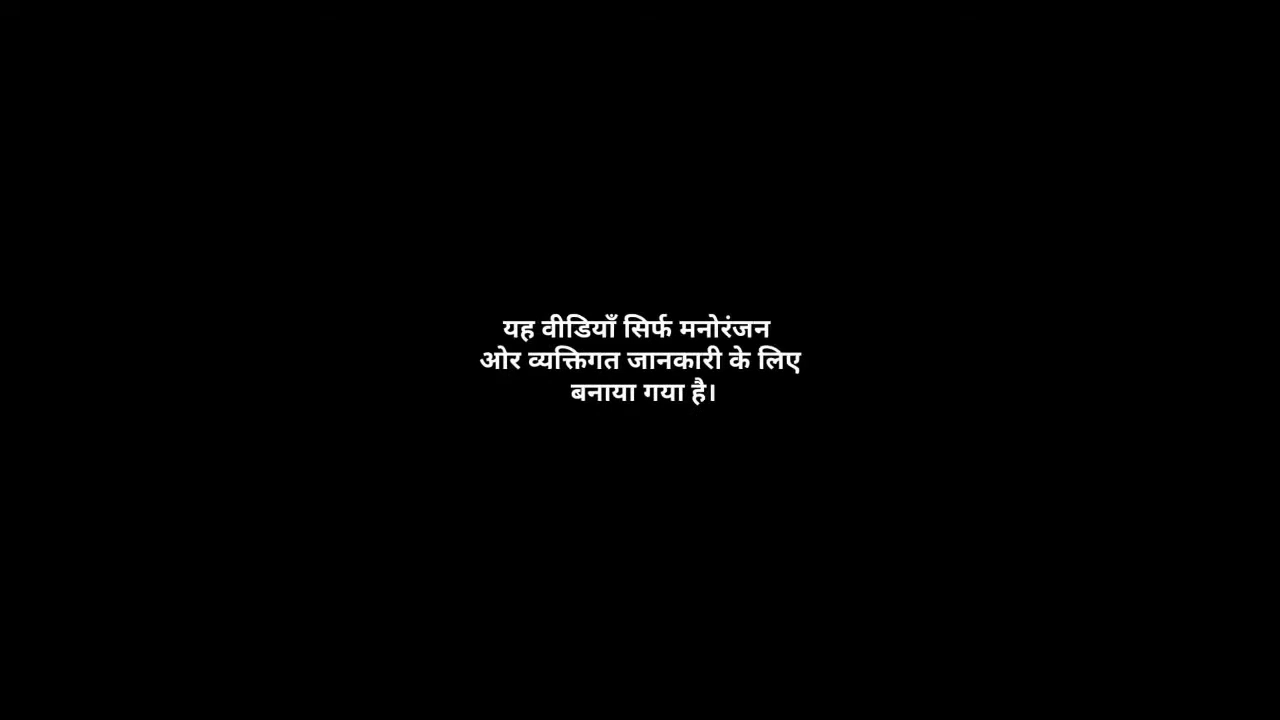 यह वीडियाँ सिर्फ मनोरंजन
ओर व्यक्तिगत जानकारी के लिए
बनाया गया है।